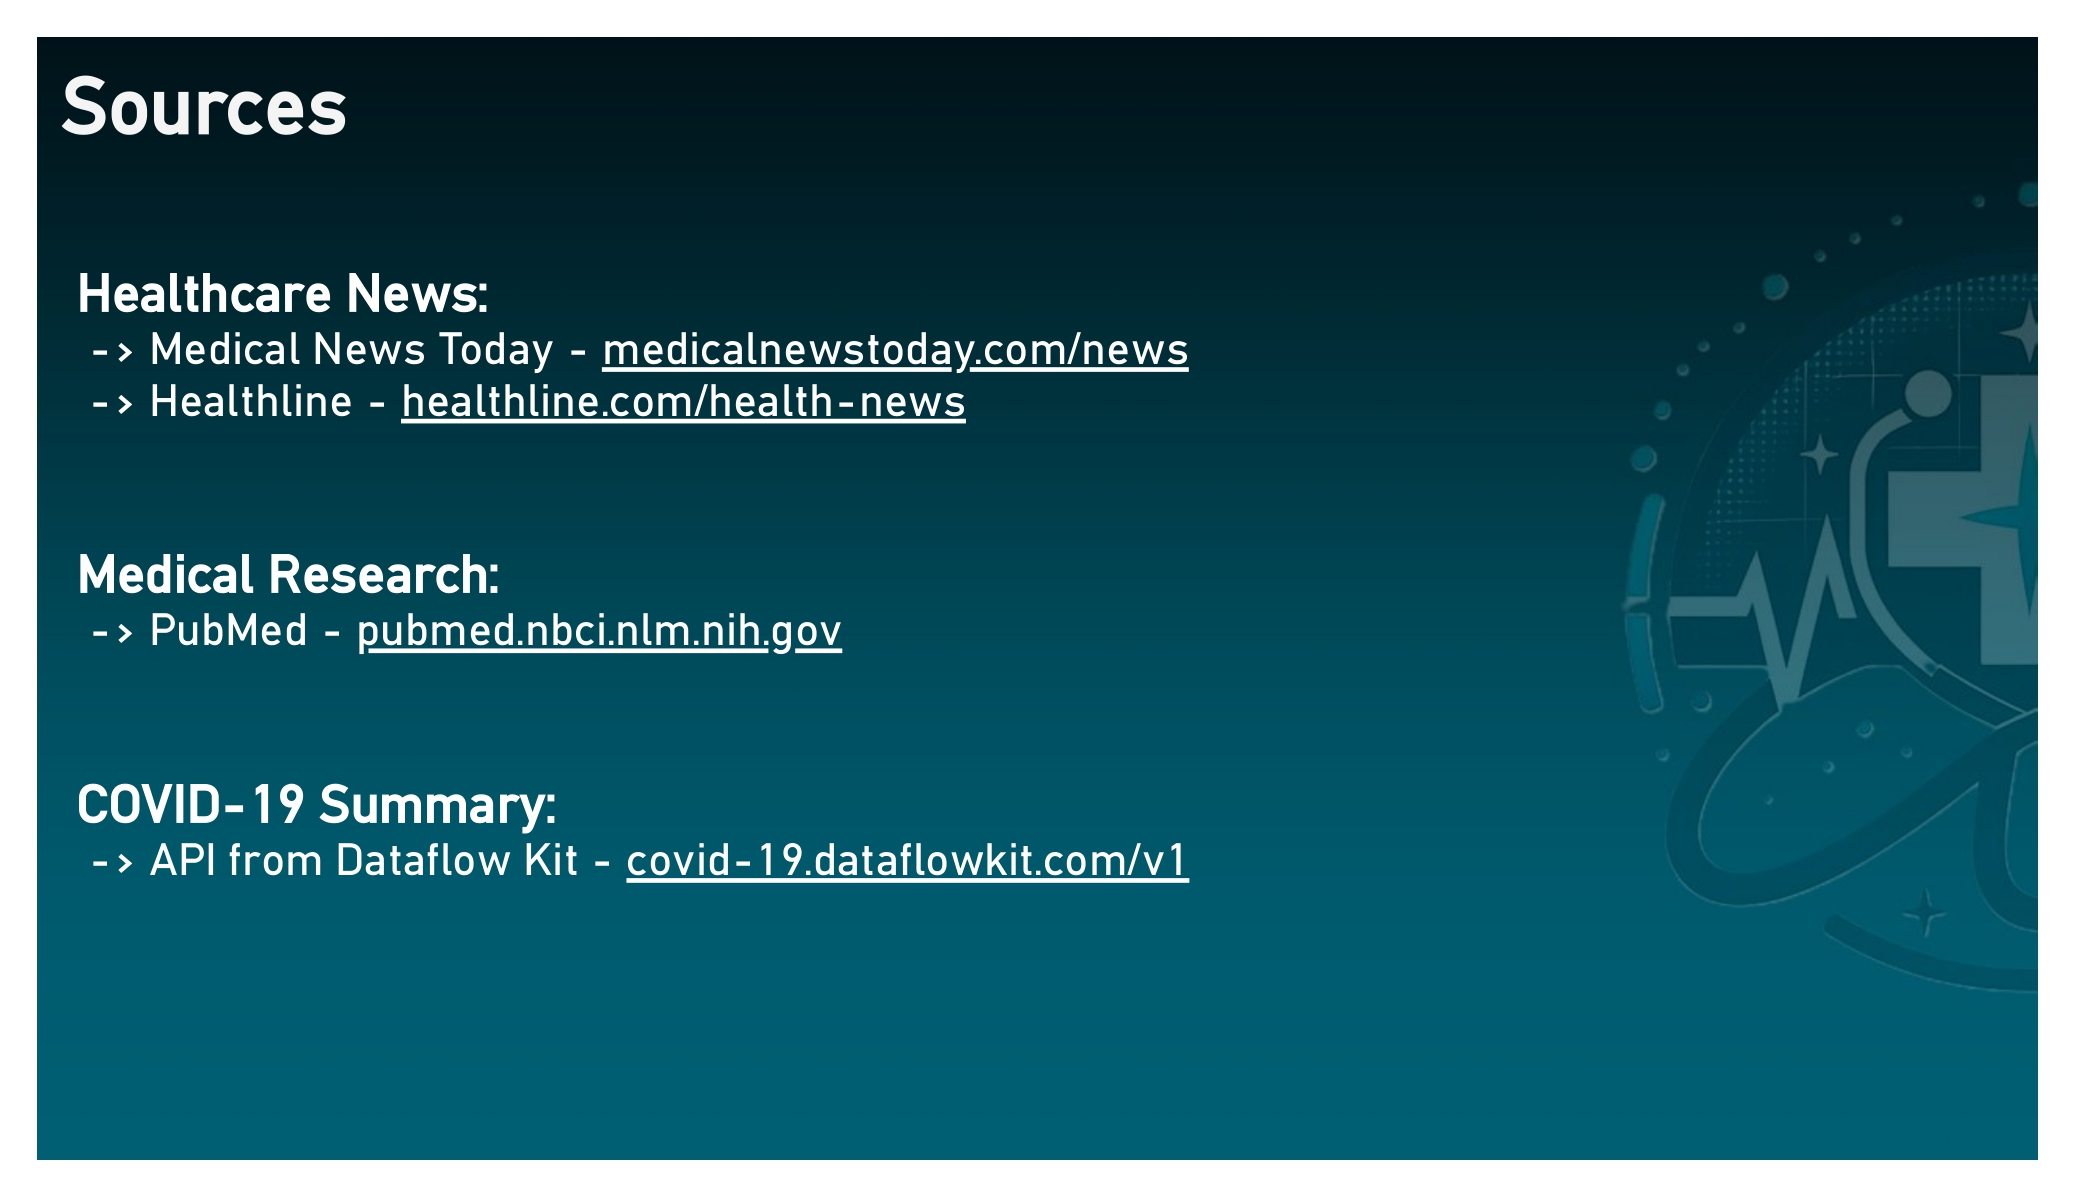 Sources
Healthcare News:
-> Medical News Today - medicalnewstoday.com/news
-> Healthline - healthline.com/health-news
Medical Research:
-> PubMed - pubmed.nbci.nlm.nih.gov
COVID-19 Summary:
-> API from Dataflow Kit - covid-19.dataflowkit.com/v1